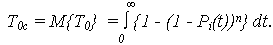 T₀c = M{T₀} = ∫₀^∞ {1 - (1 - Pᵢ(t))ⁿ} dt.